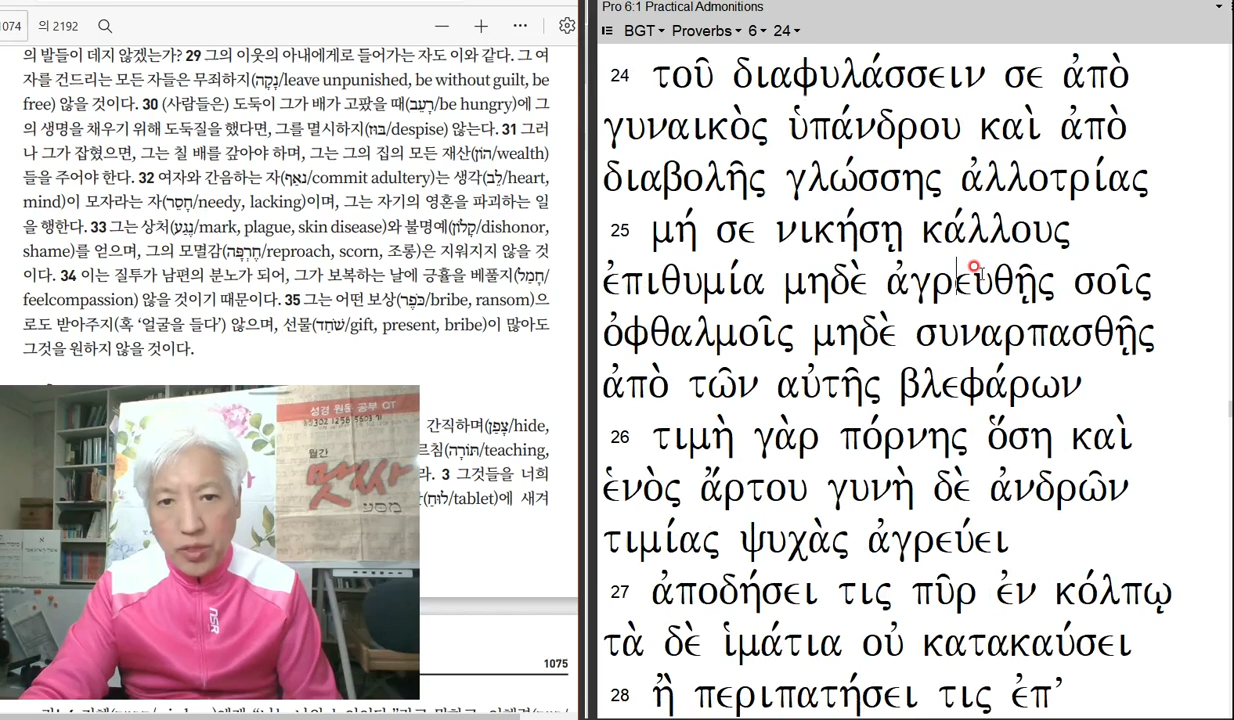 1074 의 2192
의 발들이 데지 않겠는가? 29 그의 이웃의 아내에게로 들어가는 자도 이와 같다. 그 여
자를 건드리는 모든 자들은 무죄하지(נָקָה/leave unpunished, be without guilt, be
free) 않을 것이다. 30 (사람들은) 도둑이 그가 배가 고팠을 때(רָעֵב/be hungry)에 그
의 생명을 채우기 위해 도둑질을 했다면, 그를 멸시하지(בּוּז/despise) 않는다. 31 그러
나 그가 잡혔으면, 그는 칠 배를 갚아야 하며, 그는 그의 집의 모든 재산(הוֹן/wealth)
들을 주어야 한다. 32 여자와 간음하는 자(נאַף/commit adultery)는 생각(לֵב/heart,
mind)이 모자라는 자(חָסֵר/needy, lacking)이며, 그는 자기의 영혼을 파괴하는 일
을 행한다. 33 그는 상처(נֶגַע/mark, plague, skin disease)와 불명예(קָלוֹן/dishonor,
shame)를 얻으며, 그의 모멸감(חֶרְפָּה/reproach, scorn, 조롱)은 지워지지 않을 것
이다. 34 이는 질투가 남편의 분노가 되어, 그가 보복하는 날에 긍휼을 베풀지(חָמַל/
feelcompassion) 않을 것이기 때문이다. 35 그는 어떤 보상(כֹּפֶר/bribe, ransom)으
로도 받아주지(혹 '얼굴을 들다') 않으며, 선물(שֹׁחַד/gift, present, bribe)이 많아도
그것을 원하지 않을 것이다.
간직하며(צָפַן/hide,
르침(תּוֹרָה/teaching,
라. 3 그것들을 너희
(לוּחַ/tablet)에 새겨
1075
성경 원문 공부 QT
월간
맛싸
מַסָּע
Pro 6:1 Practical Admonitions
BGT Proverbs 6 24
24 τοῦ διαφυλάσσειν σε ἀπὸ
γυναικὸς ὑπάνδρου καὶ ἀπὸ
διαβολῆς γλώσσης ἀλλοτρίας
25 μή σε νικήσῃ κάλλους
ἐπιθυμία μηδὲ ἀγρευθῇς σοῖς
ὀφθαλμοῖς μηδὲ συναρπασθῇς
ἀπὸ τῶν αὐτῆς βλεφάρων
26 τιμὴ γὰρ πόρνης ὅση καὶ
ἑνὸς ἄρτου γυνὴ δὲ ἀνδρῶν
τιμίας ψυχὰς ἀγρεύει
27 ἀποδήσει τις πῦρ ἐν κόλπῳ
τὰ δὲ ἱμάτια οὐ κατακαύσει
28 ἢ περιπατήσει τις ἐπ'